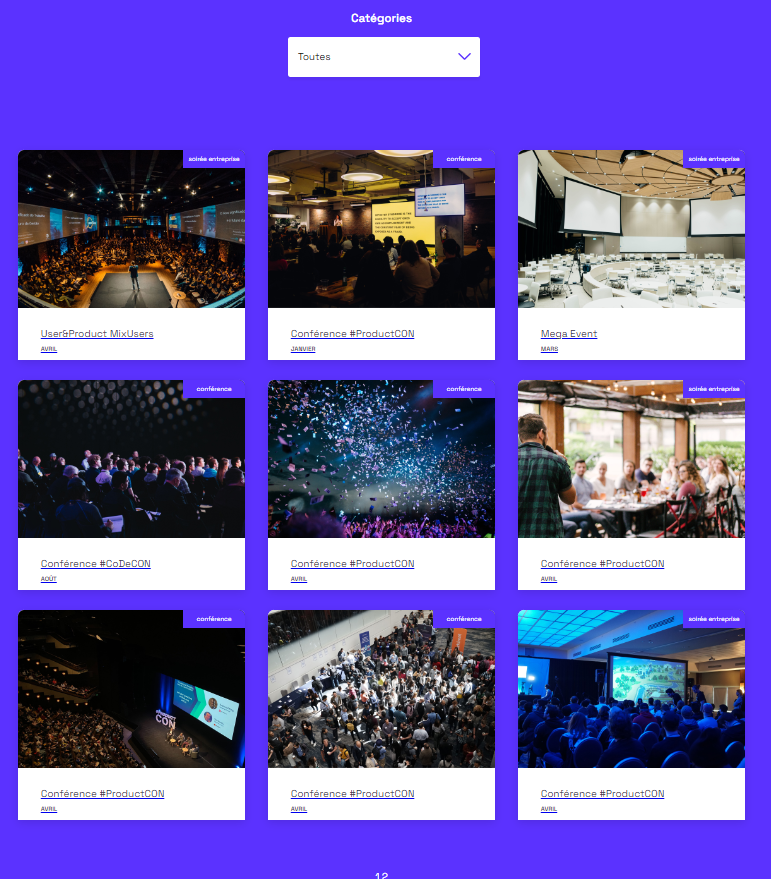 Catégories
Toutes
soirée entreprise
conférence
soirée entreprise
User&Product MixUsers
AVRIL
Conférence #ProductCON
JANVIER
Mega Event
MARS
conférence
conférence
soirée entreprise
Conférence #CoDeCON
AOÛT
Conférence #ProductCON
AVRIL
Conférence #ProductCON
AVRIL
conférence
conférence
soirée entreprise
CON
Conférence #ProductCON
AVRIL
Conférence #ProductCON
AVRIL
Conférence #ProductCON
AVRIL
12